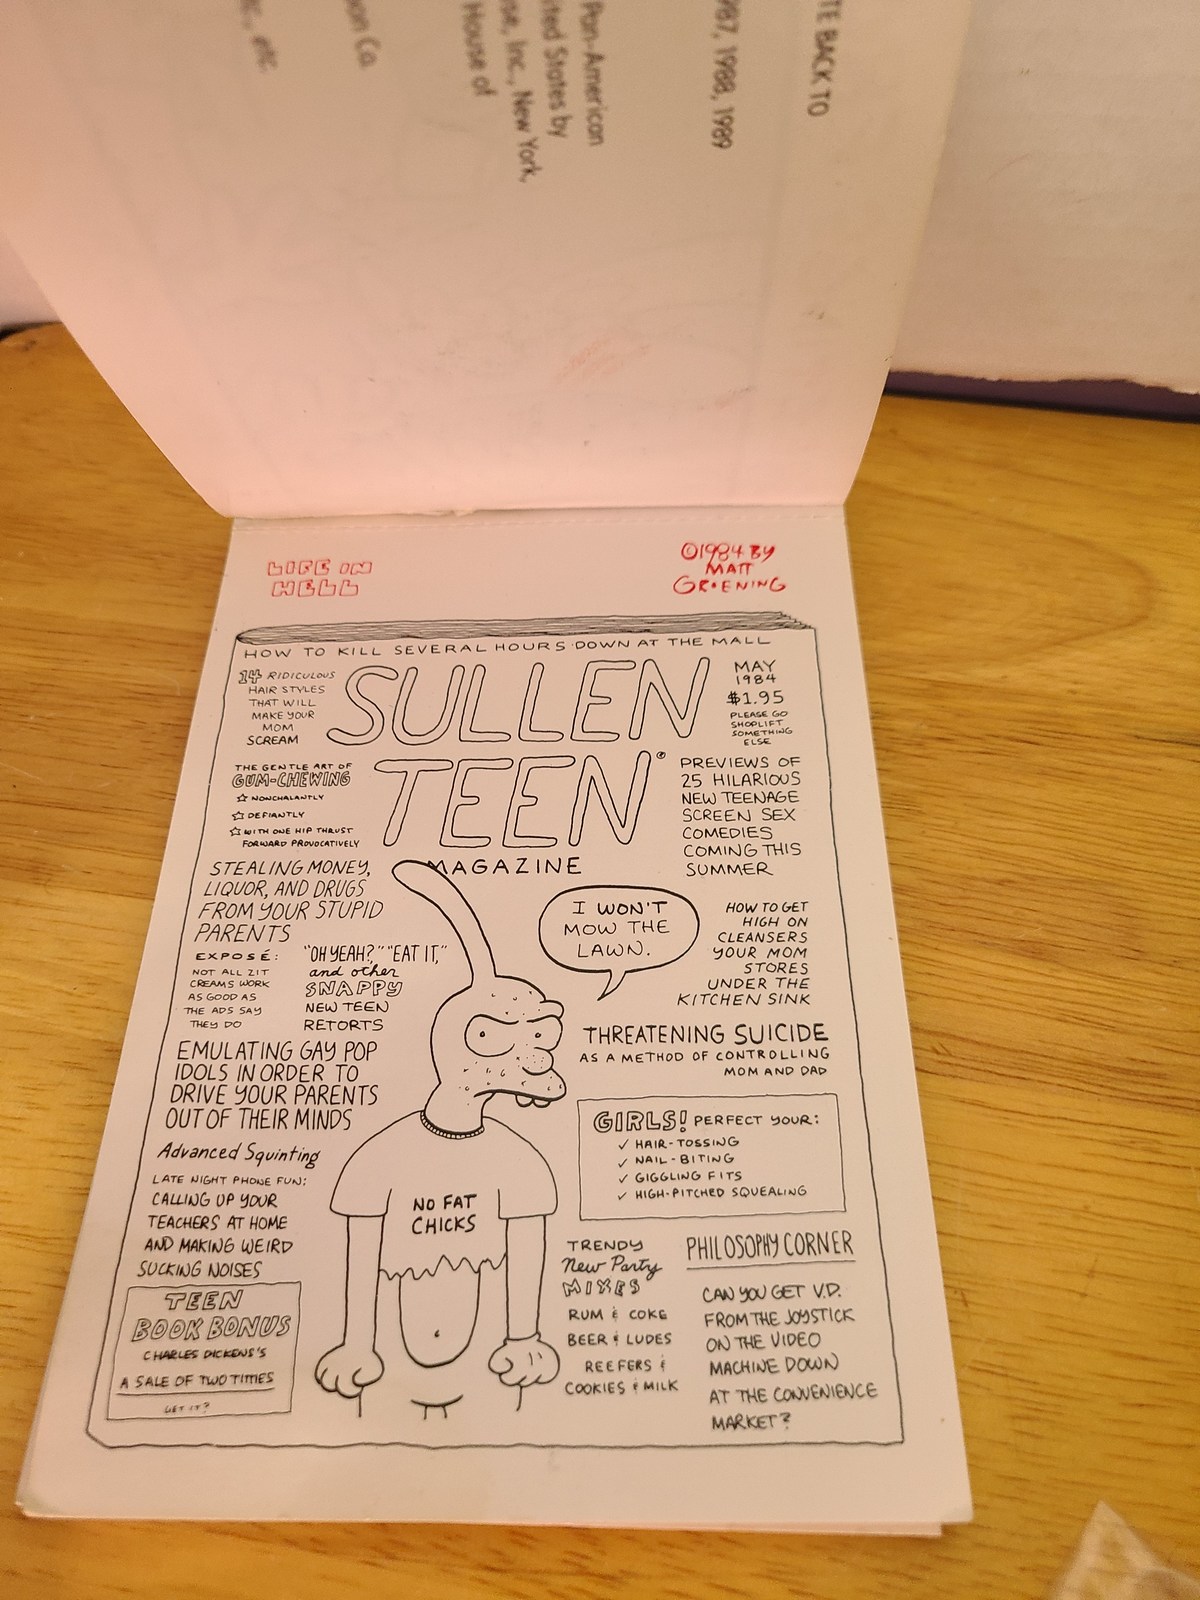 TE BACK TO
987, 1988, 1989
Pan-American
ited States by
se, Inc., New York,
House of
on Co.
c., etc.
LIFE IN
HELL
©1984 BY
MATT
GROENING
HOW TO KILL SEVERAL HOURS DOWN AT THE MALL
14 RIDICULOUS
HAIR STYLES
THAT WILL
MAKE YOUR
MOM
SCREAM
SULLEN
TEEN®
MAGAZINE
MAY
1984
$1.95
PLEASE GO
SHOPLIFT
SOMETHING
ELSE
THE GENTLE ART OF
GUM-CHEWING
☆ NONCHALANTLY
☆ DEFIANTLY
☆ WITH ONE HIP THRUST
FORWARD PROVOCATIVELY
PREVIEWS OF
25 HILARIOUS
NEW TEENAGE
SCREEN SEX
COMEDIES
COMING THIS
SUMMER
STEALING MONEY,
LIQUOR, AND DRUGS
FROM YOUR STUPID
PARENTS
I WON'T
MOW THE
LAWN.
HOW TO GET
HIGH ON
CLEANSERS
YOUR MOM
STORES
UNDER THE
KITCHEN SINK
EXPOSÉ:
NOT ALL ZIT
CREAMS WORK
AS GOOD AS
THE ADS SAY
THEY DO
"OH YEAH?," "EAT IT,"
and other
SNAPPY
NEW TEEN
RETORTS
THREATENING SUICIDE
AS A METHOD OF CONTROLLING
MOM AND DAD
EMULATING GAY POP
IDOLS IN ORDER TO
DRIVE YOUR PARENTS
OUT OF THEIR MINDS
GIRLS! PERFECT YOUR:
✓ HAIR-TOSSING
✓ NAIL-BITING
✓ GIGGLING FITS
✓ HIGH-PITCHED SQUEALING
Advanced Squinting
LATE NIGHT PHONE FUN:
CALLING UP YOUR
TEACHERS AT HOME
AND MAKING WEIRD
SUCKING NOISES
NO FAT
CHICKS
TRENDY
New Party
MIXES
RUM & COKE
BEER & LUDES
REEFERS &
COOKIES & MILK
PHILOSOPHY CORNER
CAN YOU GET V.D.
FROM THE JOYSTICK
ON THE VIDEO
MACHINE DOWN
AT THE CONVENIENCE
MARKET?
TEEN
BOOK BONUS
CHARLES DICKENS'S
A SALE OF TWO TIMES
GET IT?